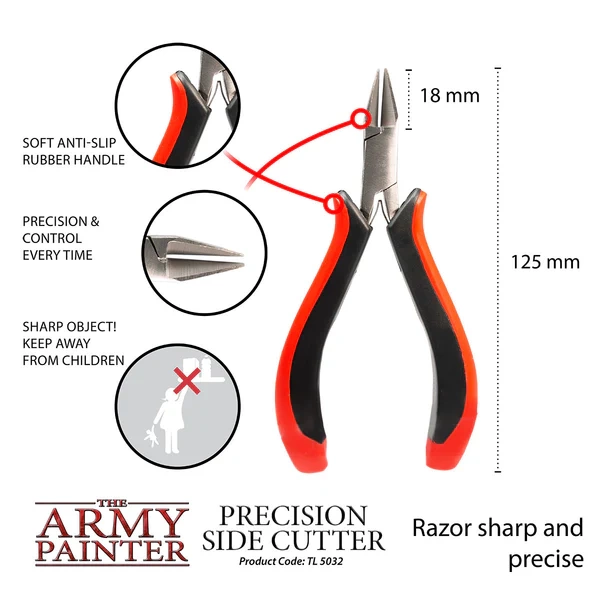 18 mm
SOFT ANTI-SLIP
RUBBER HANDLE
PRECISION &
CONTROL
EVERY TIME
125 mm
SHARP OBJECT!
KEEP AWAY
FROM CHILDREN
THE
ARMY
PAINTER
PRECISION
SIDE CUTTER
Product Code: TL 5032
Razor sharp and
precise